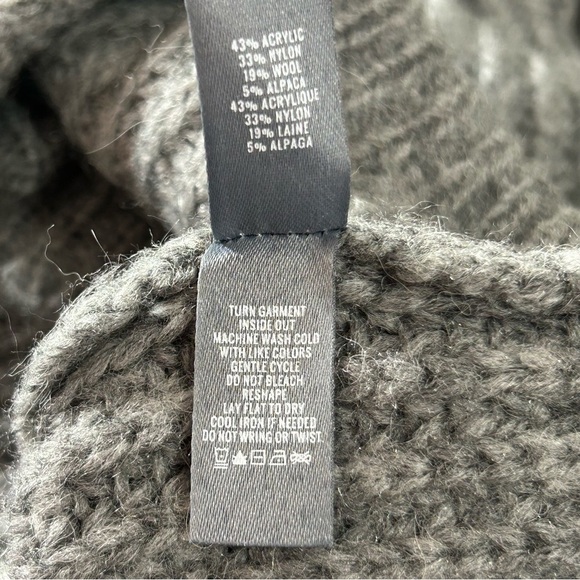 43% ACRYLIC
33% NYLON
19% WOOL
5% ALPACA
43% ACRYLIQUE
33% NYLON
19% LAINE
5% ALPAGA
TURN GARMENT
INSIDE OUT
MACHINE WASH COLD
WITH LIKE COLORS
GENTLE CYCLE
DO NOT BLEACH
RESHAPE
LAY FLAT TO DRY
COOL IRON IF NEEDED
DO NOT WRING OR TWIST